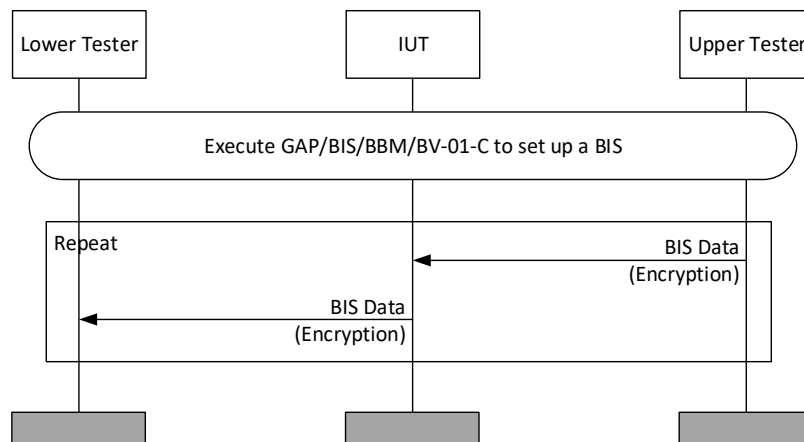 Lower Tester
IUT
Upper Tester
Execute GAP/BIS/BBM/BV-01-C to set up a BIS
Repeat
BIS Data
(Encryption)
BIS Data
(Encryption)